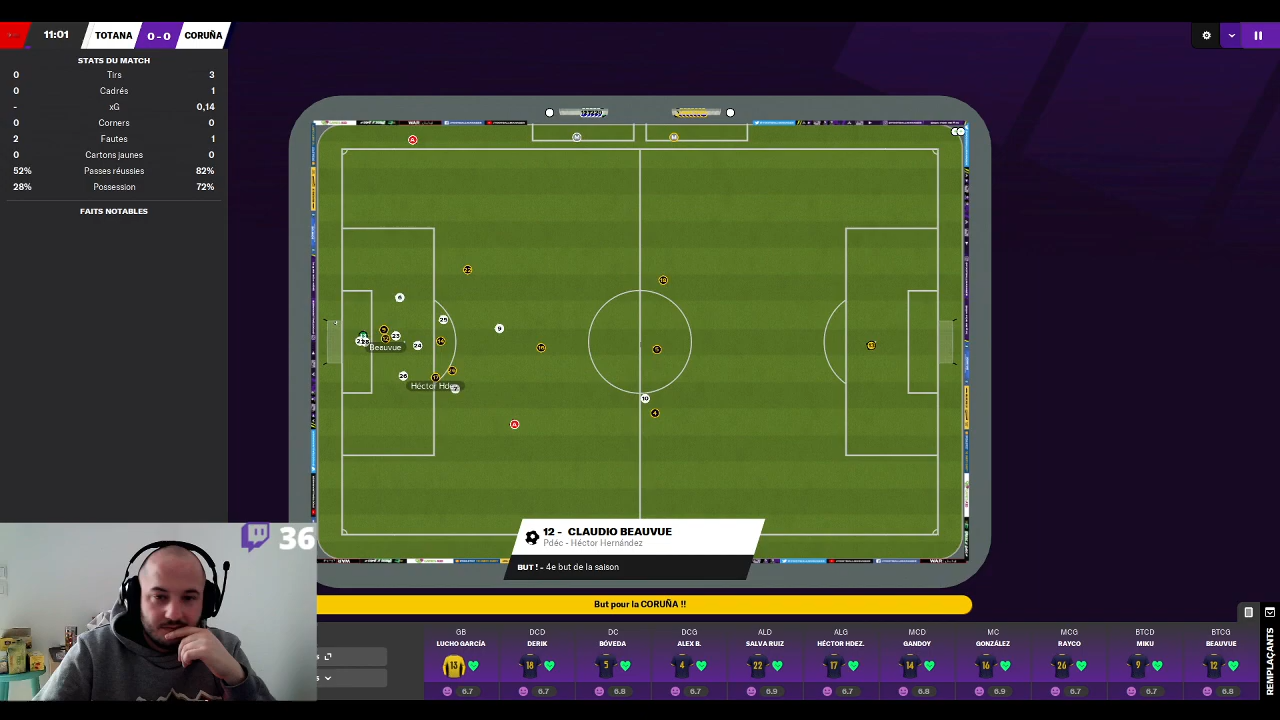 11:01 TOTANA 0 - 0 CORUÑA
STATS DU MATCH
0 Tirs 3
0 Cadrés 1
- xG 0,14
0 Corners 0
2 Fautes 1
0 Cartons jaunes 0
52% Passes réussies 82%
28% Possession 72%
FAITS NOTABLES
Beauvue
36
12 - CLAUDIO BEAUVUE
Pdéc - Héctor Hernández
BUT ! - 4e but de la saison
But pour la CORUÑA !!
GB DCD DC DCG ALD ALG MCD MC MCG BTCD BTCG
LUCHO GARCÍA DERIK BÓVEDA ALEX B. SALVA RUIZ HÉCTOR HDEZ. GANDOY GONZÁLEZ RAYCO MIKU BEAUVUE
13 18 5 4 22 17 14 16 26 9 12
6.7 6.7 6.8 6.7 6.9 6.7 6.8 6.9 6.7 6.7 6.8
REMPLAÇANTS